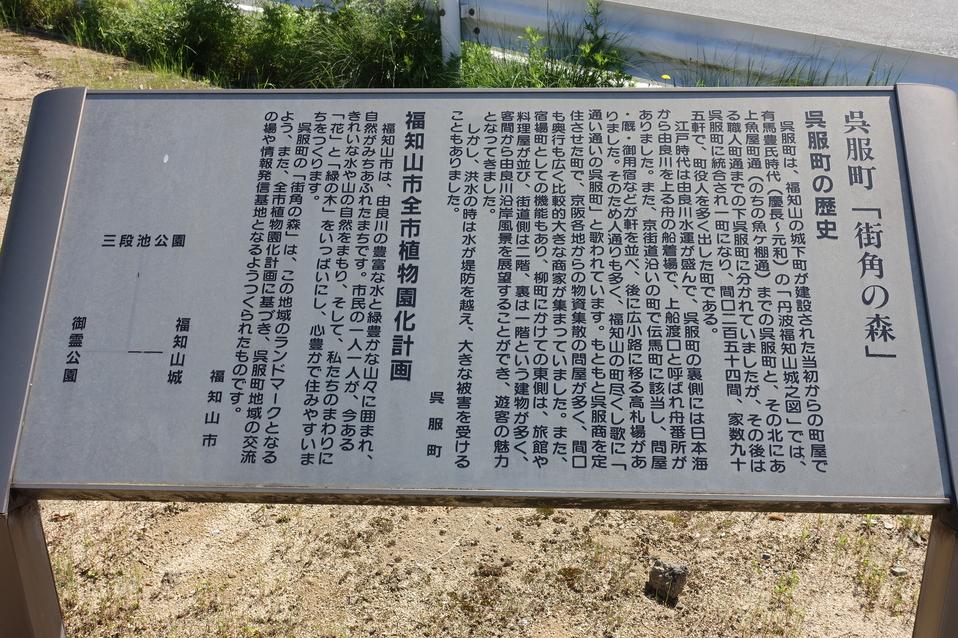 呉服町「街角の森」
呉服町の歴史
呉服町は、福知山の城下町が建設された当初からの町屋で
有馬豊氏時代（慶長～元和）の「丹波福知山城之図」では、
上魚屋町通（のちの魚ヶ棚通）までの呉服町と、その北にあ
る職人町通までの下呉服町に分かれていましたが、その後は
呉服町に統合され一町になり、間口二百五十四間、家数九十
五軒で、町役人を多く出した町である。
江戸時代は由良川水運が盛んで、呉服町の裏側には日本海
から由良川を上る舟の船着場で、上船渡口と呼ばれ舟番所が
ありました。また、京街道沿いの町で伝馬町に該当し、問屋
・厩・御用宿などが軒を並べ、後に広小路に移る高札場があ
りました。そのため人通りも多く、福知山の町尽くし歌に「
通い通いの呉服町」と歌われています。もともと呉服商を定
住させた町で、京阪各地からの物資集散の問屋が多く、間口
も奥行も広く比較的大きな商家が集まっていました。また、
宿場町としての機能もあり、柳町にかけての東側は、旅館や
料理屋が並び、街道側は二階、裏は一階という建物が多く、
客間から由良川沿岸風景を展望することができ、遊客の魅力
となってきました。
しかし、洪水の時は水が堤防を越え、大きな被害を受ける
こともありました。
呉服町
福知山市全市植物園化計画
福知山市は、由良川の豊富な水と緑豊かな山々に囲まれ、
自然がみちあふれたまちです。市民の一人一人が、今ある
きれいな水や山の自然をまもり、そして、私たちのまわりに
「花」と「緑の木」をいっぱいにし、心豊かで住みやすいま
ちをつくります。
呉服町の「街角の森」は、この地域のランドマークとなる
よう、また、全市植物園化計画に基づき、呉服町地域の交流
の場や情報発信基地となるようつくられたものです。
福知山市
福知山城
三段池公園
御霊公園